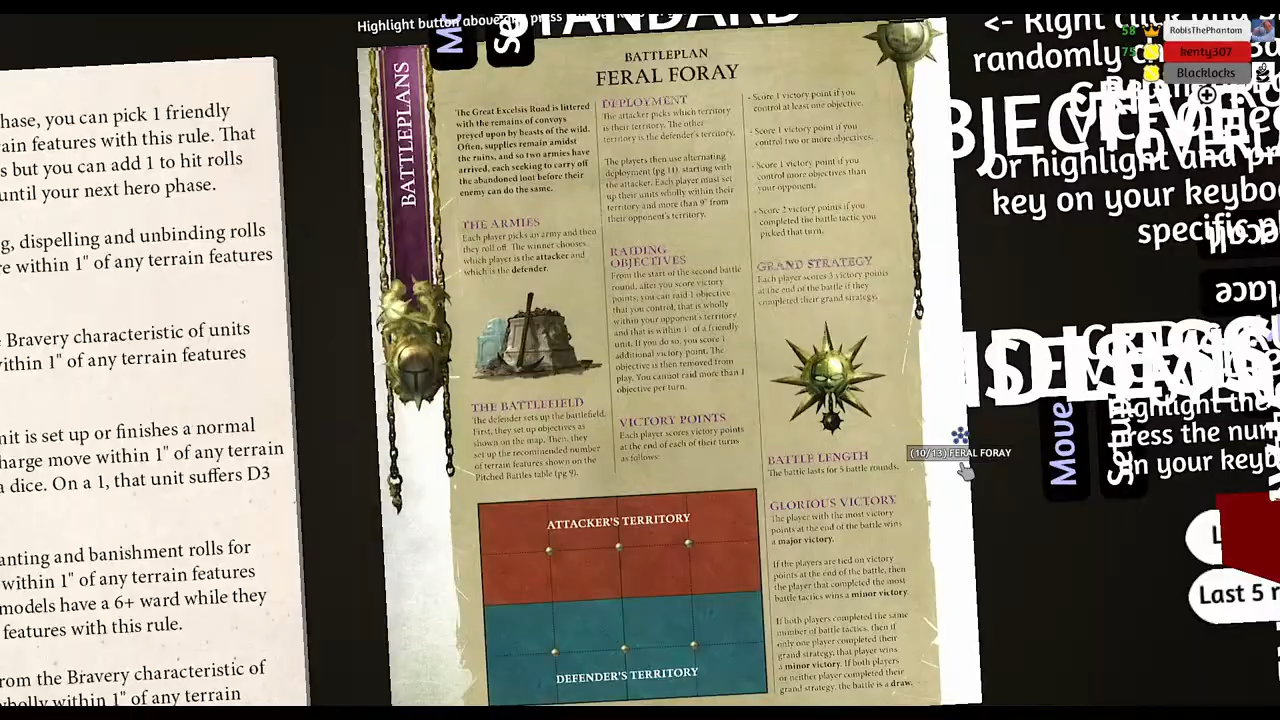 Highlight button above
press
STANDARD
hase, you can pick 1 friendly
rain features with this rule. That
s but you can add 1 to hit rolls
until your next hero phase.
g, dispelling and unbinding rolls
re within 1" of any terrain features
e Bravery characteristic of units
within 1" of any terrain features
nit is set up or finishes a normal
harge move within 1" of any terrain
a dice. On a 1, that unit suffers D3
anting and banishment rolls for
within 1" of any terrain features
models have a 6+ ward while they
features with this rule.
rom the Bravery characteristic of
wholly within 1" of any terrain
BATTLEPLANS
BATTLEPLAN
FERAL FORAY
The Great Excelsis Road is littered
with the remains of convoys
preyed upon by beasts of the wild.
Often, supplies remain amidst
the ruins, and so two armies have
arrived, each seeking to carry off
the abandoned loot before their
enemy can do the same.
THE ARMIES
Each player picks an army and then
they roll off. The winner chooses
which player is the attacker and
which is the defender.
THE BATTLEFIELD
The defender sets up the battlefield.
First, they set up objectives as
shown on the map. Then, they
set up the recommended number
of terrain features shown on the
Pitched Battles table (pg 9).
DEPLOYMENT
The attacker picks which territory
is their territory. The other
territory is the defender's territory.
The players then use alternating
deployment (pg 11) starting with
the attacker. Each player must set
up their units wholly within their
territory and more than 9" from
their opponent's territory.
RAIDING
OBJECTIVES
From the start of the second battle
round, after you score victory
points, you can raid 1 objective
that you control, that is wholly
within your opponent's territory
and that is within 1" of a friendly
unit. If you do so, you score 1
additional victory point. The
objective is then removed from
play. You cannot raid more than 1
objective per turn.
VICTORY POINTS
Each player scores victory points
at the end of each of their turns
as follows:
- Score 1 victory point if you
control at least one objective.
- Score 1 victory point if you
control two or more objectives.
- Score 1 victory point if you
control more objectives than
your opponent.
- Score 2 victory points if you
completed the battle tactic you
picked that turn.
GRAND STRATEGY
Each player scores 3 victory points
at the end of the battle if they
completed their grand strategy.
BATTLE LENGTH
The battle lasts for 5 battle rounds.
GLORIOUS VICTORY
The player with the most victory
points at the end of the battle wins
a major victory.
If the players are tied on victory
points at the end of the battle, then
the player that completed the most
battle tactics wins a minor victory.
If both players completed the same
number of battle tactics, then if
only one player completed their
grand strategy, that player wins
a minor victory. If both players
or neither player completed their
grand strategy, the battle is a draw.
ATTACKER'S TERRITORY
DEFENDER'S TERRITORY
(10/13) FERAL FORAY
<- Right click
randomly
Or highlight and pr
key on your keybo
specific
Move
Highlight the
press the num
on your keyb
Last 5 r
58
RobIsThePhantom
75
kenty307
Blacklocks